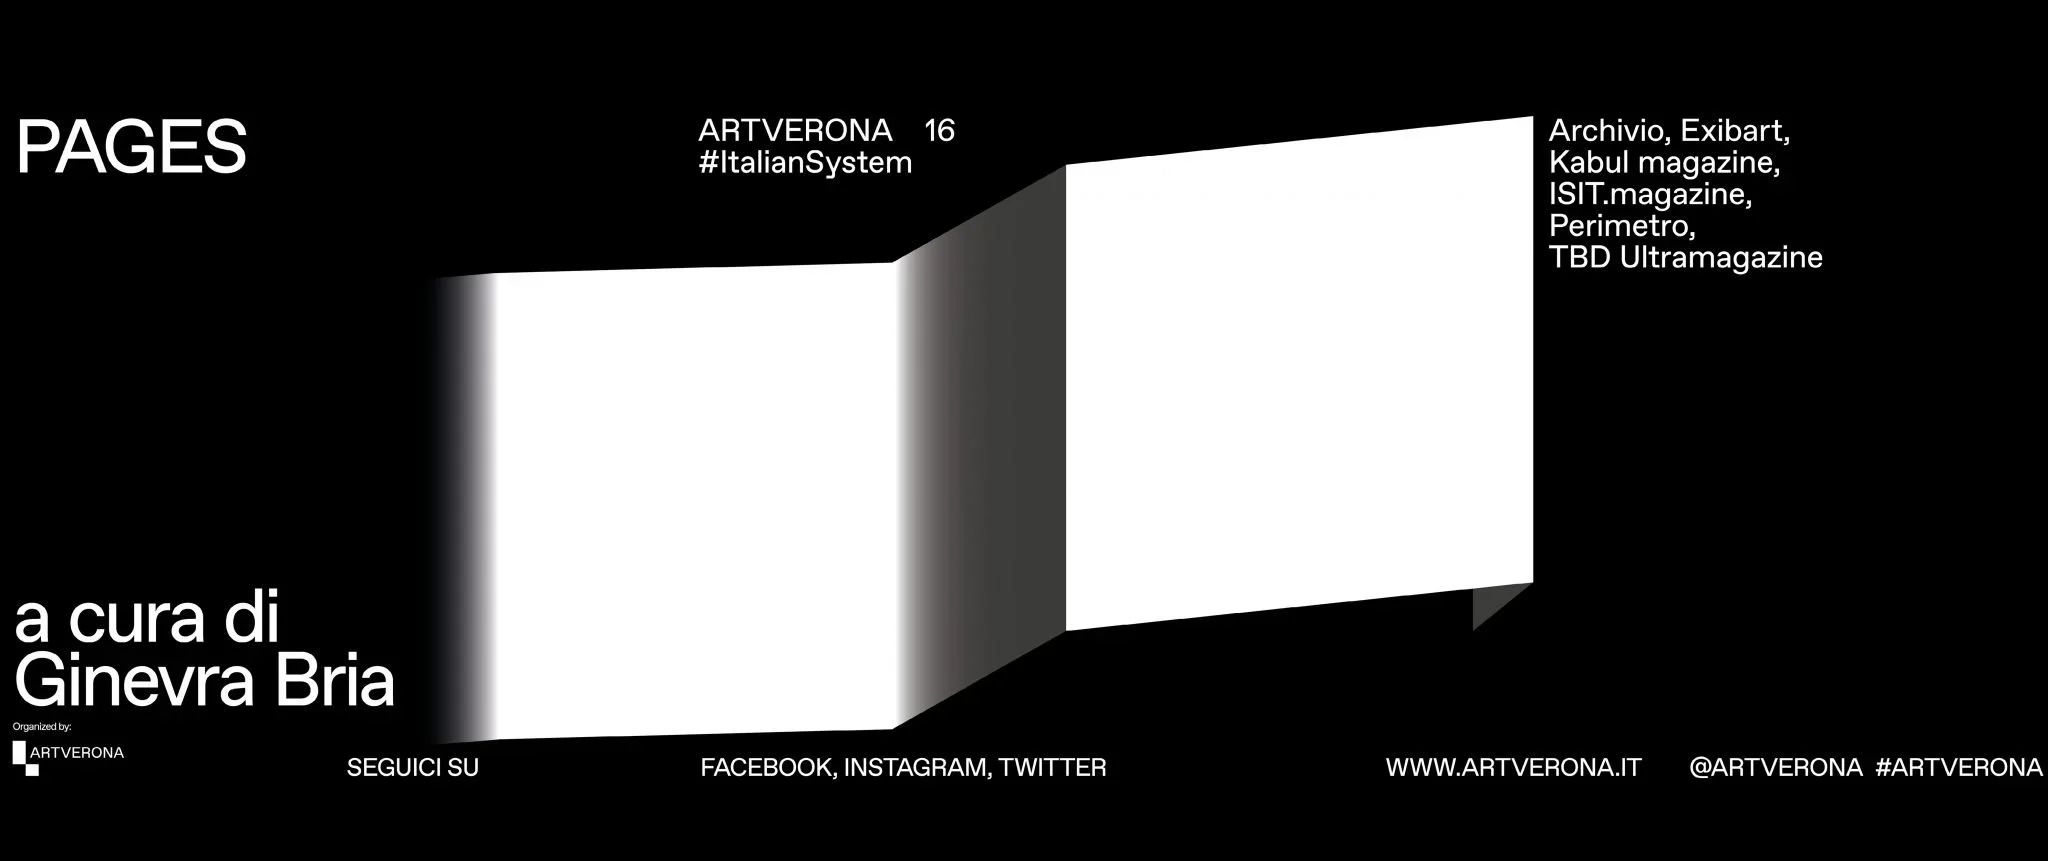 PAGES
ARTVERONA 16
#ItalianSystem
Archivio, Exibart,
Kabul magazine,
ISIT.magazine,
Perimetro,
TBD Ultramagazine
a cura di
Ginevra Bria
Organized by:
ARTVERONA
SEGUICI SU
FACEBOOK, INSTAGRAM, TWITTER
WWW.ARTVERONA.IT
@ARTVERONA #ARTVERONA